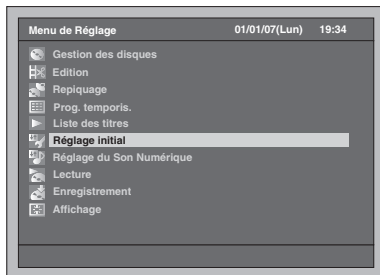 Menu de Réglage 01/01/07(Lun) 19:34
Gestion des disques
Edition
Repiquage
Prog. temporis.
Liste des titres
Réglage initial
Réglage du Son Numérique
Lecture
Enregistrement
Affichage